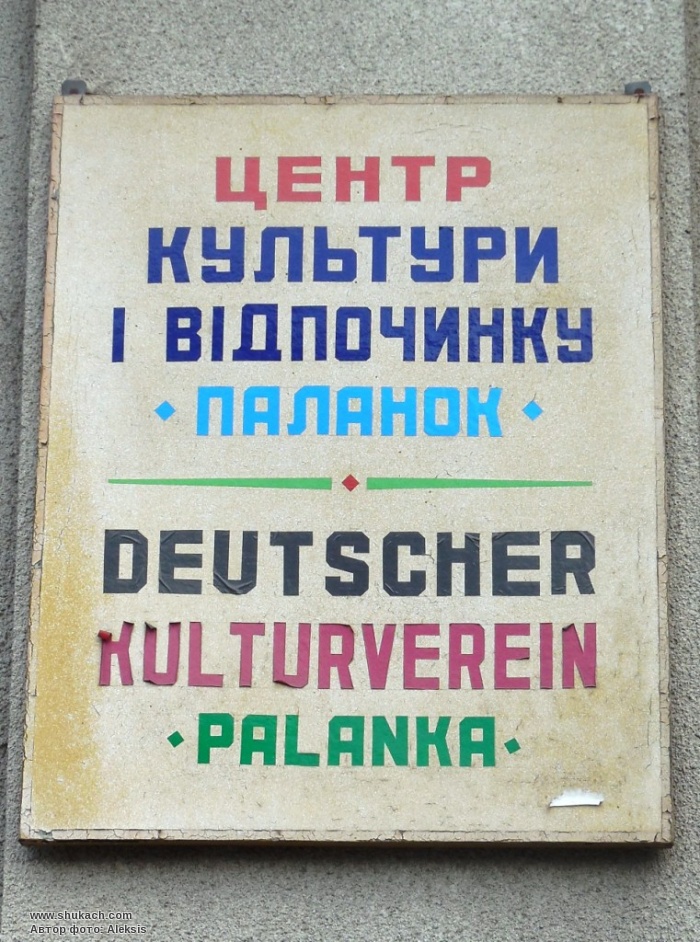 ЦЕНТР
КУЛЬТУРИ
І ВІДПОЧИНКУ
· ПАЛАНОК ·
DEUTSCHER
KULTURVEREIN
· PALANKA ·
www.shukach.com
Автор фото: Aleksis